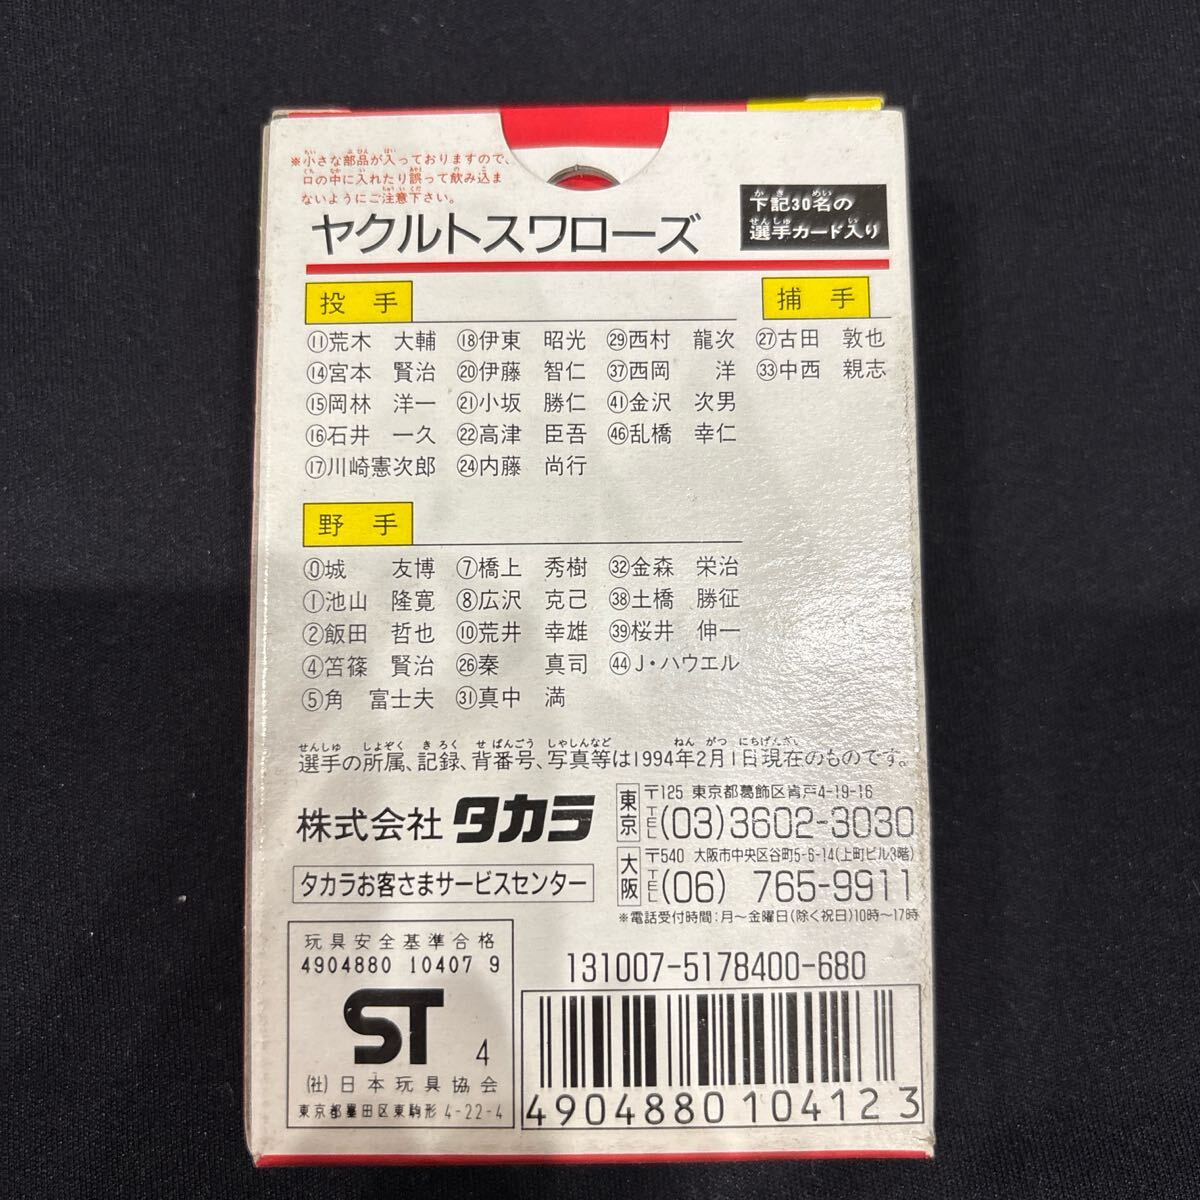 ※小さな部品が入っておりますので、
口の中に入れたり誤って飲み込ま
ないようにご注意下さい。
ヤクルトスワローズ
下記30名の
選手カード入り
投手
⑪荒木 大輔 ⑱伊東 昭光 ㉙西村 龍次
⑭宮本 賢治 ⑳伊藤 智仁 ㊲西岡 洋
⑮岡林 洋一 ㉑小坂 勝仁 ㊶金沢 次男
⑯石井 一久 ㉒高津 臣吾 ㊻乱橋 幸仁
⑰川崎憲次郎 ㉔内藤 尚行
捕手
㉗古田 敦也
㉝中西 親志
野手
⓪城 友博 ⑦橋上 秀樹 ㉜金森 栄治
①池山 隆寛 ⑧広沢 克己 ㊳土橋 勝征
②飯田 哲也 ⑩荒井 幸雄 ㊴桜井 伸一
④笘篠 賢治 ㉖秦 真司 ㊹J・ハウエル
⑤角 富士夫 ㉛真中 満
選手の所属、記録、背番号、写真等は1994年2月1日現在のものです。
株式会社 タカラ
タカラお客さまサービスセンター
東京 〒125 東京都葛飾区青戸4-19-16
TEL(03)3602-3030
大阪 〒540 大阪市中央区谷町5-6-14(上町ビル3階)
TEL(06) 765-9911
※電話受付時間:月〜金曜日(除く祝日)10時〜17時
玩具安全基準合格
4904880 10407 9
ST 4
(社)日本玩具協会
東京都墨田区東駒形 4-22-4
131007-5178400-680
4904880104123